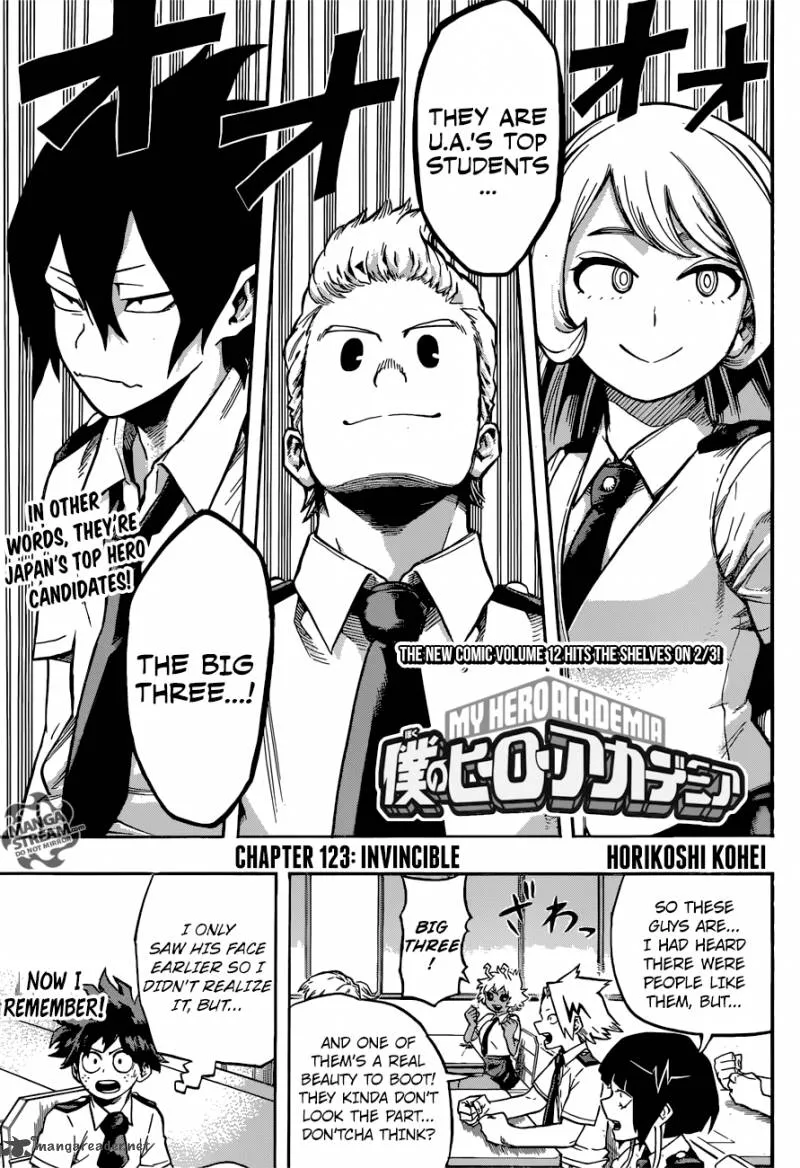 オオオオ
THEY ARE
U.A.'S TOP
STUDENTS
...
IN OTHER
WORDS, THEY'RE
JAPAN'S TOP HERO
CANDIDATES!
THE BIG
THREE...!
THE NEW COMIC VOLUME 12 HITS THE SHELVES ON 2/3!
MY HERO ACADEMIA
ぼく
僕のヒーローアカデミア
MANGA
STREAM.COM
DO NOT MIRROR
CHAPTER 123: INVINCIBLE
HORIKOSHI KOHEI
SO THESE
GUYS ARE...
I HAD HEARD
THERE WERE
PEOPLE LIKE
THEM, BUT...
ざわっ
BIG
THREE
!
AND ONE OF
THEM'S A REAL
BEAUTY TO BOOT!
THEY KINDA DON'T
LOOK THE PART...
DON'TCHA THINK?
I ONLY
SAW HIS FACE
EARLIER SO I
DIDN'T REALIZE
IT, BUT...
NOW I
REMEMBER!
mangareader.net